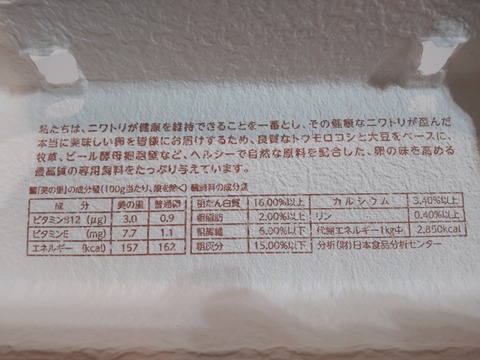 私たちは、ニワトリが健康を維持できることを一番とし、その健康なニワトリが産んだ
本当に美味しい卵を皆様にお届けするため、良質なトウモロコシと大豆をベースに、
牧草、ビール酵母細胞壁など、ヘルシーで自然な原料を配合した、卵の味を高める
最高質の専用飼料をたっぷり与えています。
■「美の里」の成分値(100g当たり、殻を除く) ■飼料の成分値
成 分 美の里 普通卵 粗たん白質 16.00%以上 カルシウム 3.40%以上
ビタミンB12 (μg) 3.0 0.9 粗脂肪 2.00%以上 リン 0.40%以上
ビタミンE (mg) 7.7 1.1 粗繊維 6.00%以下 代謝エネルギー1kg中 2,850kcal
エネルギー (kcal) 157 162 粗灰分 15.00%以下 分析(財)日本食品分析センター